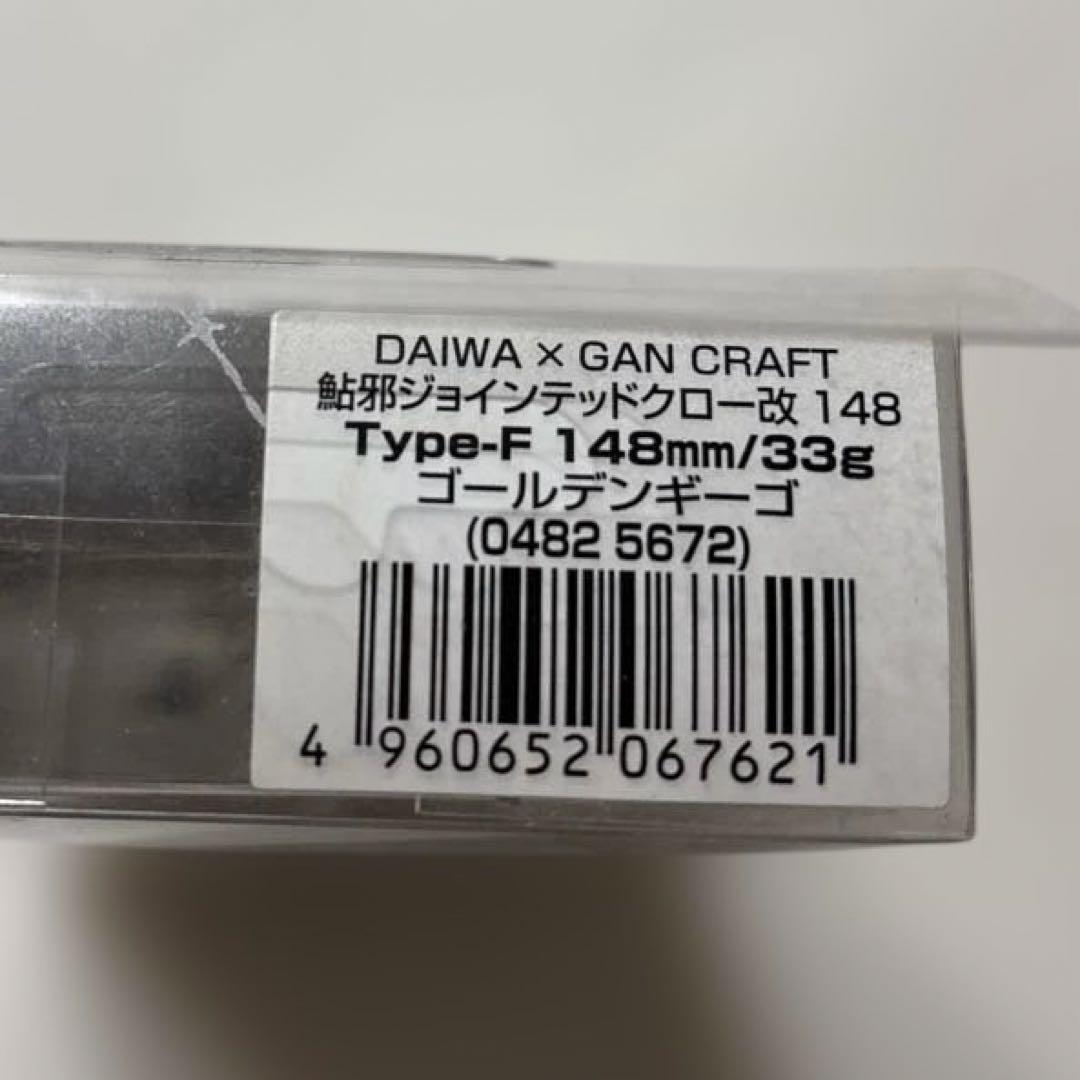 DAIWA × GAN CRAFT
鮎邪ジョインテッドクロー改 148
Type-F 148mm/33g
ゴールデンギーゴ
(0482 5672)
4 960652 067621